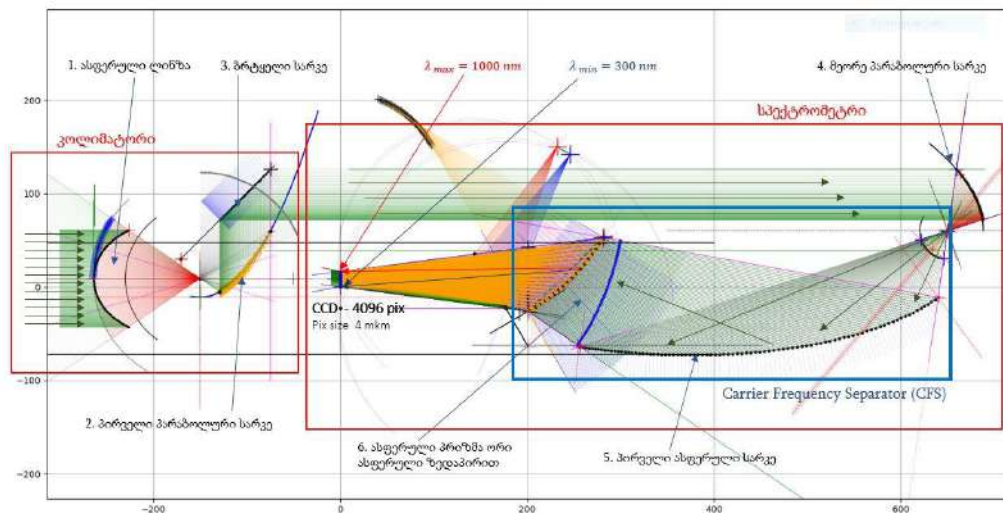 1. ასფერული ლინზა
3. ბრტყელი სარკე
λmax = 1000 nm
λmin = 300 nm
4. მეორე პარაბოლური სარკე
კოლიმატორი
სპექტრომეტრი
200
100
0
−100
−200
CCD - 4096 pix
Pix size 4 mkm
Carrier Frequency Separator (CFS)
2. პირველი პარაბოლური სარკე
6. ასფერული პრიზმა ორი
ასფერული ზედაპირით
5. პირველი ასფერული სარკე
−200
0
200
400
600